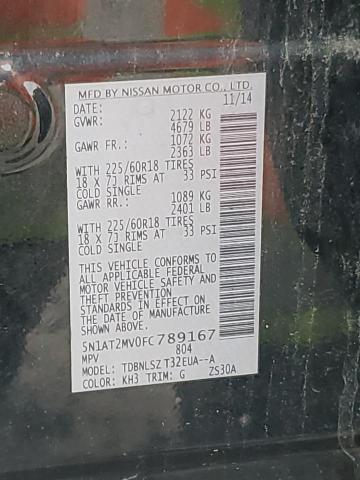 MFD BY NISSAN MOTOR CO., LTD.
DATE: 11/14
GVWR: 2122 KG
4679 LB
GAWR FR.: 1072 KG
2363 LB
WITH 225/60R18 TIRES
18 X 7J RIMS AT 33 PSI
COLD SINGLE
GAWR RR.: 1089 KG
2401 LB
WITH 225/60R18 TIRES
18 X 7J RIMS AT 33 PSI
COLD SINGLE
THIS VEHICLE CONFORMS TO
ALL APPLICABLE FEDERAL
MOTOR VEHICLE SAFETY AND
THEFT PREVENTION
STANDARDS IN EFFECT ON
THE DATE OF MANUFACTURE
SHOWN ABOVE.
5N1AT2MV0FC789167
MPV 804
MODEL: TDBNLSZ T32EUA--A
COLOR: KH3 TRIM: G ZS30A